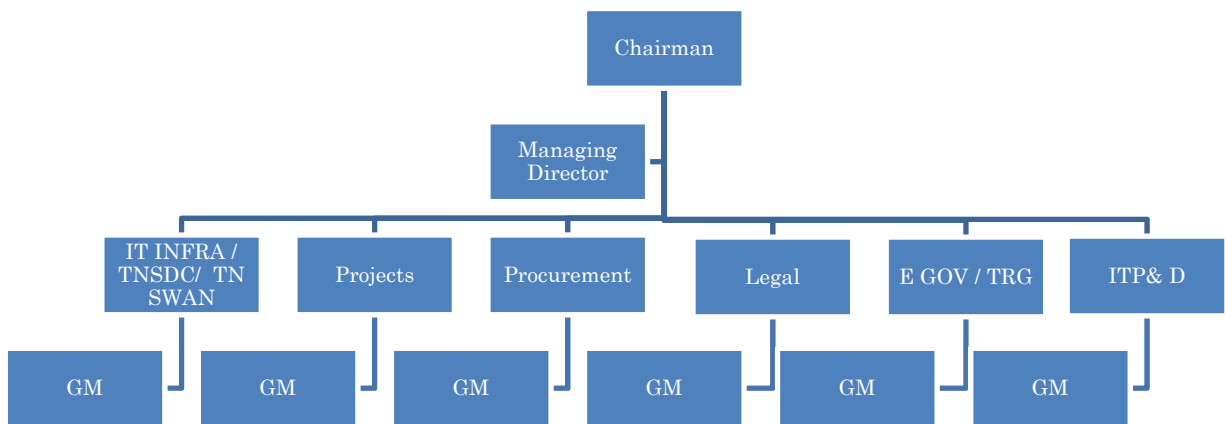 Chairman
Managing
Director
IT INFRA /
TNSDC/ TN
SWAN
Projects
Procurement
Legal
E GOV / TRG
ITP& D
GM
GM
GM
GM
GM
GM